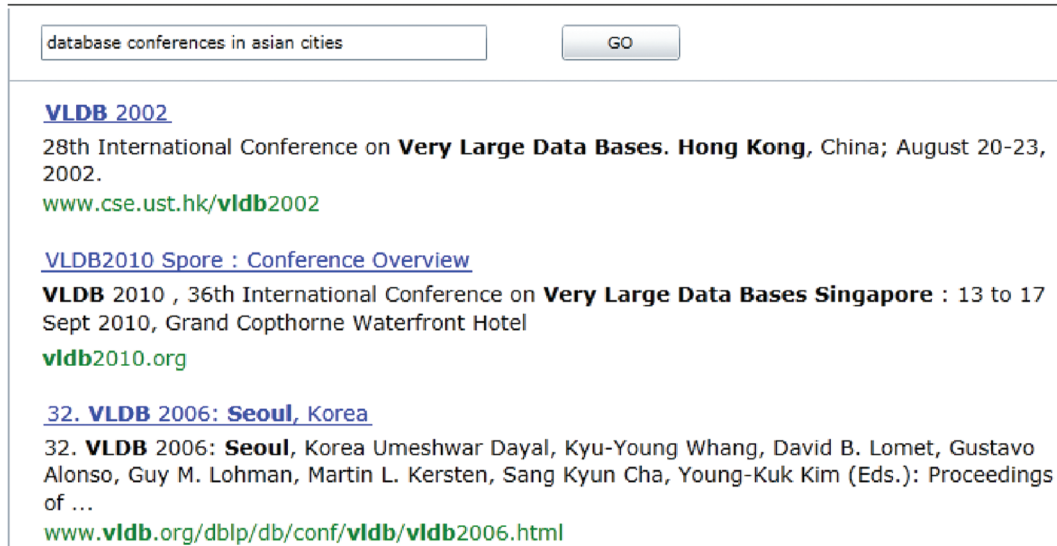 database conferences in asian cities
GO
VLDB 2002
28th International Conference on Very Large Data Bases. Hong Kong, China; August 20-23,
2002.
www.cse.ust.hk/vldb2002
VLDB2010 Spore : Conference Overview
VLDB 2010 , 36th International Conference on Very Large Data Bases Singapore : 13 to 17
Sept 2010, Grand Copthorne Waterfront Hotel
vldb2010.org
32. VLDB 2006: Seoul, Korea
32. VLDB 2006: Seoul, Korea Umeshwar Dayal, Kyu-Young Whang, David B. Lomet, Gustavo
Alonso, Guy M. Lohman, Martin L. Kersten, Sang Kyun Cha, Young-Kuk Kim (Eds.): Proceedings
of ...
www.vldb.org/dblp/db/conf/vldb/vldb2006.html